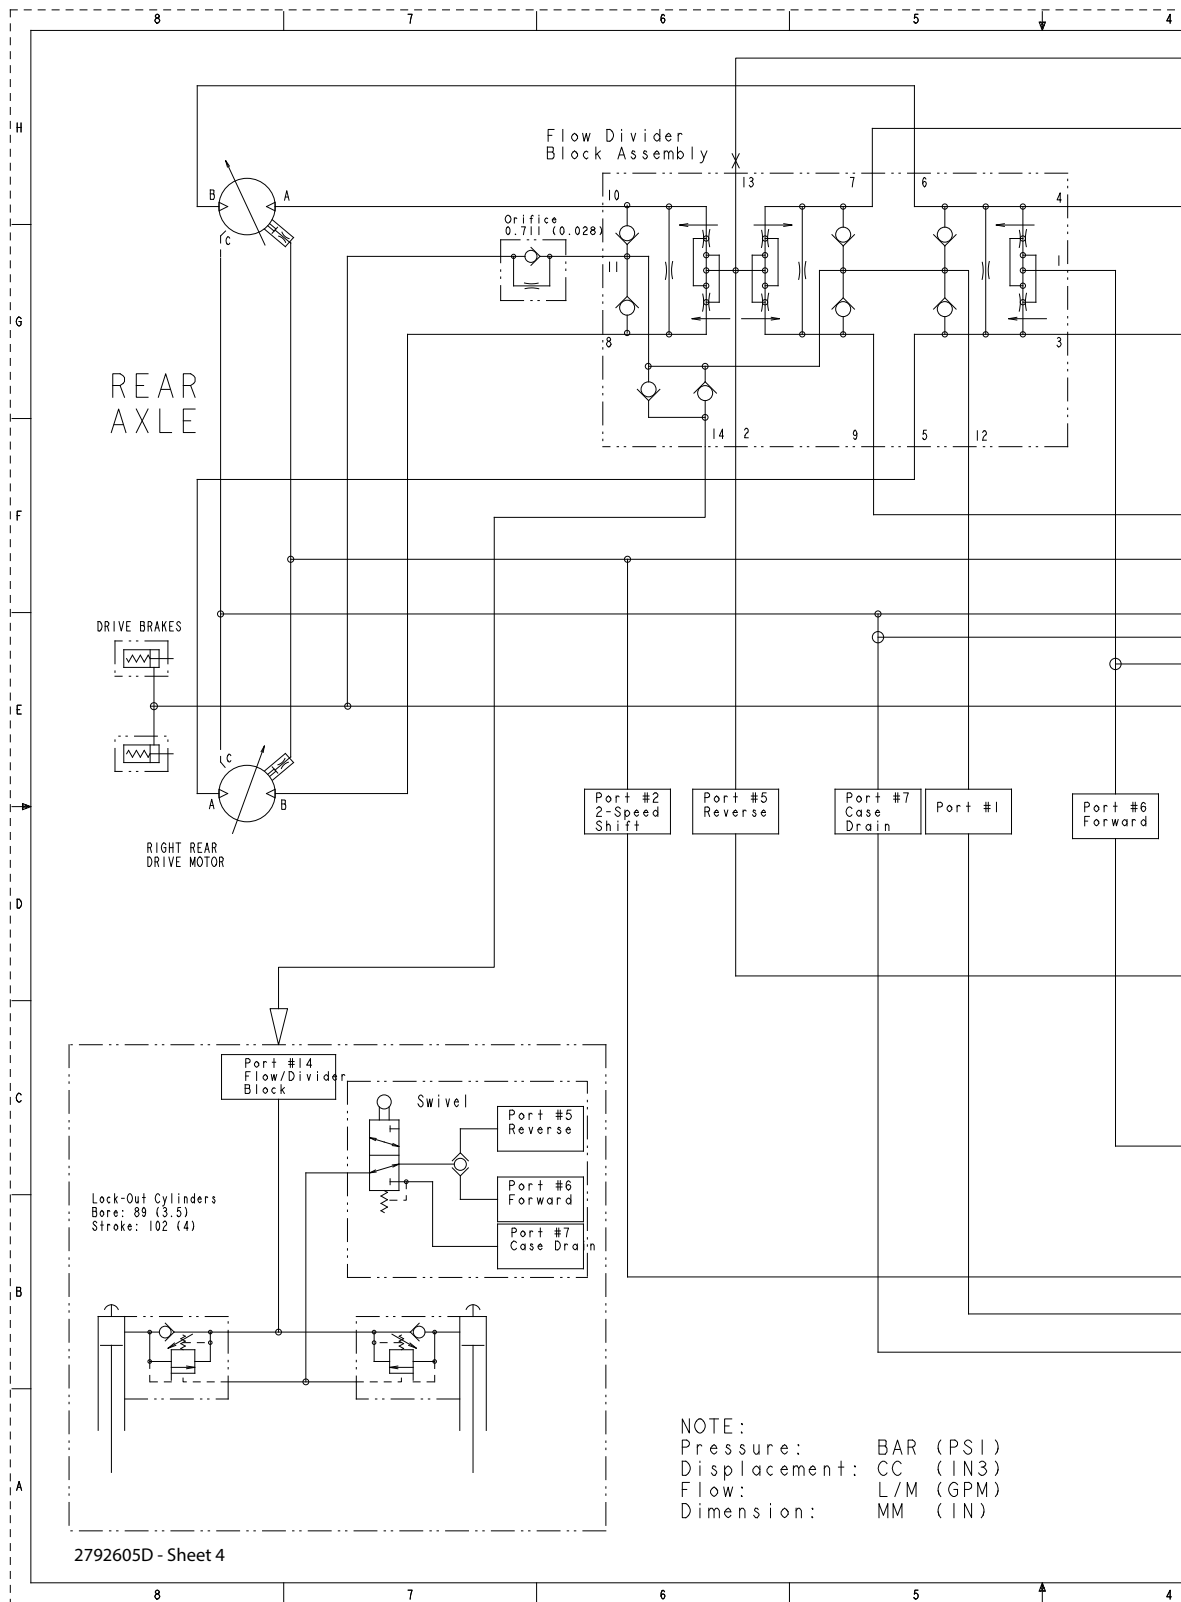 8 7 6 5 4
H
Flow Divider
Block Assembly
13 7 6
B A 10 4
C
Orifice
0.711 (0.028)
11 1
G
8 3
REAR
AXLE
14 2 9 5 12
F
DRIVE BRAKES
E
C
A B
Port #2
2-Speed
Shift
Port #5
Reverse
Port #7
Case
Drain
Port #1
Port #6
Forward
RIGHT REAR
DRIVE MOTOR
D
Port #14
Flow/Divider
Block
C
Swivel
Port #5
Reverse
Port #6
Forward
Port #7
Case Drain
Lock-Out Cylinders
Bore: 89 (3.5)
Stroke: 102 (4)
B
NOTE:
Pressure: BAR (PSI)
Displacement: CC (IN3)
Flow: L/M (GPM)
Dimension: MM (IN)
A
2792605D - Sheet 4
8 7 6 5 4